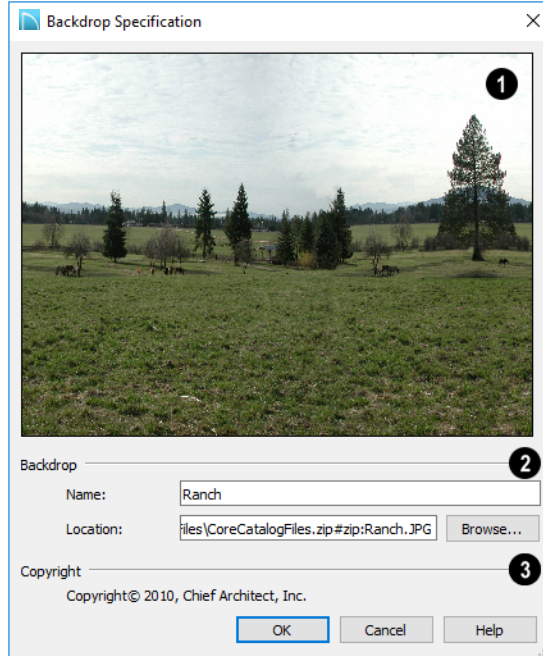 Backdrop Specification
1
Backdrop
2
Name:
Ranch
Location:
files\CoreCatalogFiles.zip#zip:Ranch.JPG
Browse...
Copyright
3
Copyright© 2010, Chief Architect, Inc.
OK
Cancel
Help